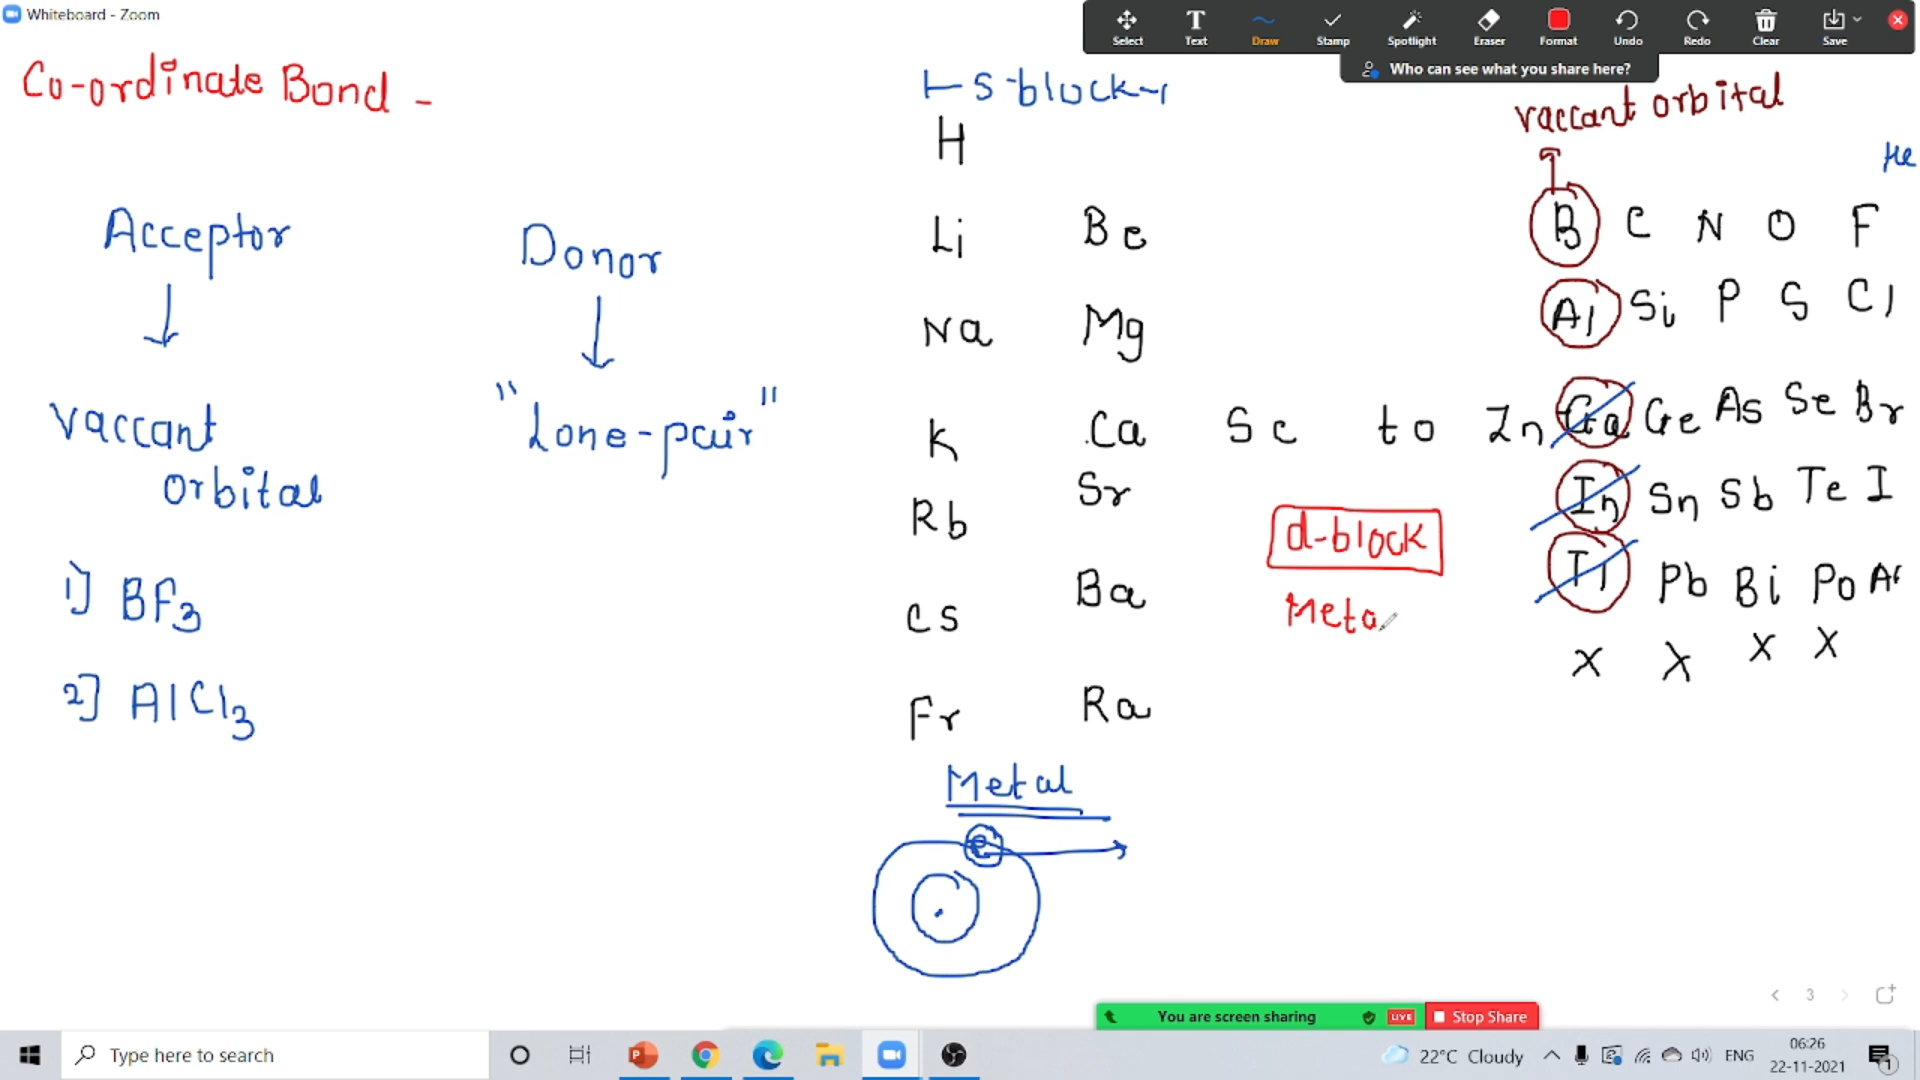 Whiteboard - Zoom
Select Text Draw Stamp Spotlight Eraser Format Undo Redo Clear Save
Who can see what you share here?
Co-ordinate Bond -
Acceptor
Donor
vaccant
orbital
"Lone-pair"
1] BF3
2] AlCl3
s-block
H
Li Be
Na Mg
K Ca Sc to Zn
Rb Sr
Cs Ba
Fr Ra
Metal
e
d-block
Meta
vaccant orbital
He
B C N O F
Al Si P S Cl
Ga Ge As Se Br
In Sn Sb Te I
Tl Pb Bi Po At
X X X X
3
You are screen sharing LIVE Stop Share
Type here to search
22°C Cloudy
ENG
06:26
22-11-2021
1